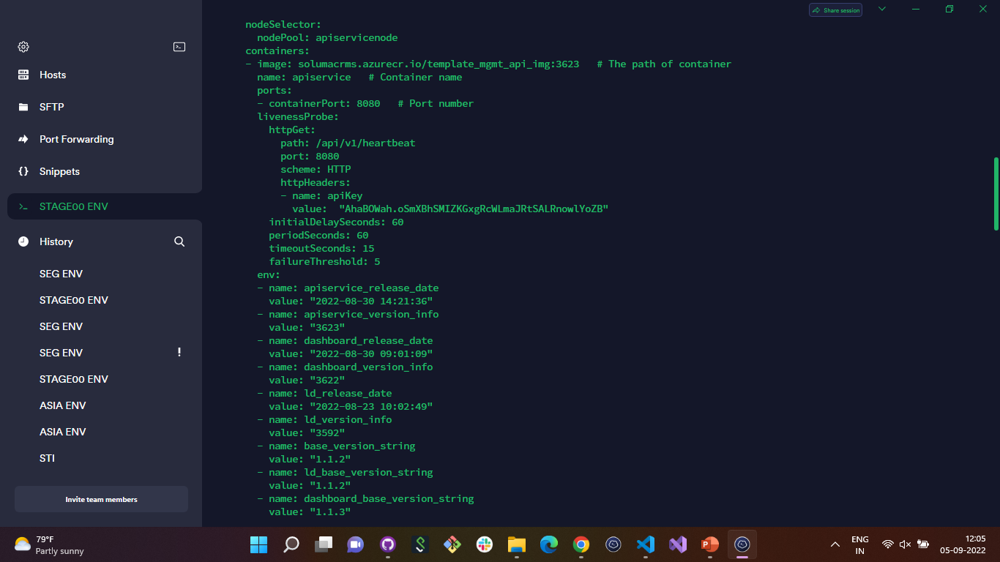 Share session
Hosts
SFTP
Port Forwarding
Snippets
STAGE00 ENV
History
SEG ENV
STAGE00 ENV
SEG ENV
SEG ENV
!
STAGE00 ENV
ASIA ENV
ASIA ENV
STI
Invite team members
nodeSelector:
nodePool: apiservicenode
containers:
- image: solumacrms.azurecr.io/template_mgmt_api_img:3623 # The path of container
name: apiservice # Container name
ports:
- containerPort: 8080 # Port number
livenessProbe:
httpGet:
path: /api/v1/heartbeat
port: 8080
scheme: HTTP
httpHeaders:
- name: apiKey
value: "AhaBOWah.oSmXBhSMIZKGxgRcWLmaJRtSALRnowlYoZB"
initialDelaySeconds: 60
periodSeconds: 60
timeoutSeconds: 15
failureThreshold: 5
env:
- name: apiservice_release_date
value: "2022-08-30 14:21:36"
- name: apiservice_version_info
value: "3623"
- name: dashboard_release_date
value: "2022-08-30 09:01:09"
- name: dashboard_version_info
value: "3622"
- name: ld_release_date
value: "2022-08-23 10:02:49"
- name: ld_version_info
value: "3592"
- name: base_version_string
value: "1.1.2"
- name: ld_base_version_string
value: "1.1.2"
- name: dashboard_base_version_string
value: "1.1.3"
79°F
Partly sunny
ENG
IN
12:05
05-09-2022